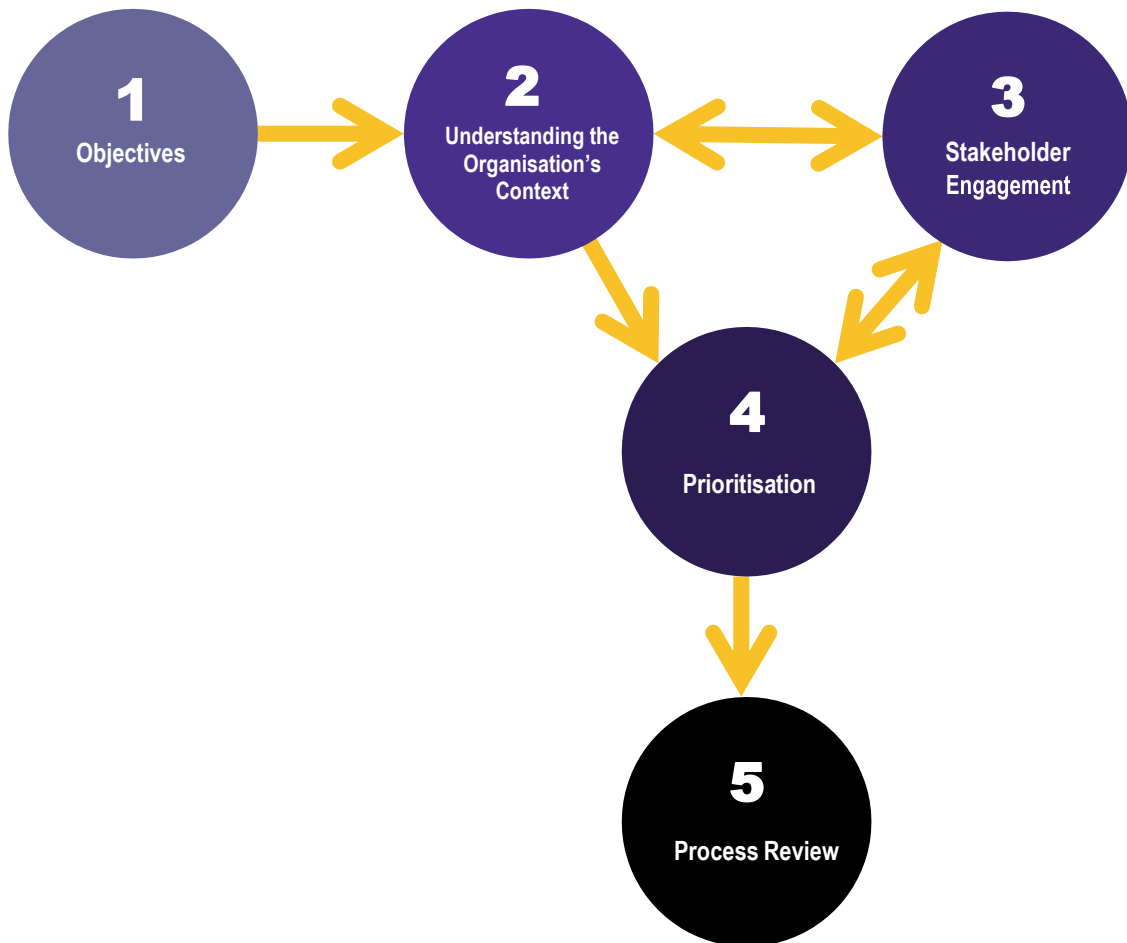 1
Objectives
2
Understanding the
Organisation’s
Context
3
Stakeholder
Engagement
4
Prioritisation
5
Process Review